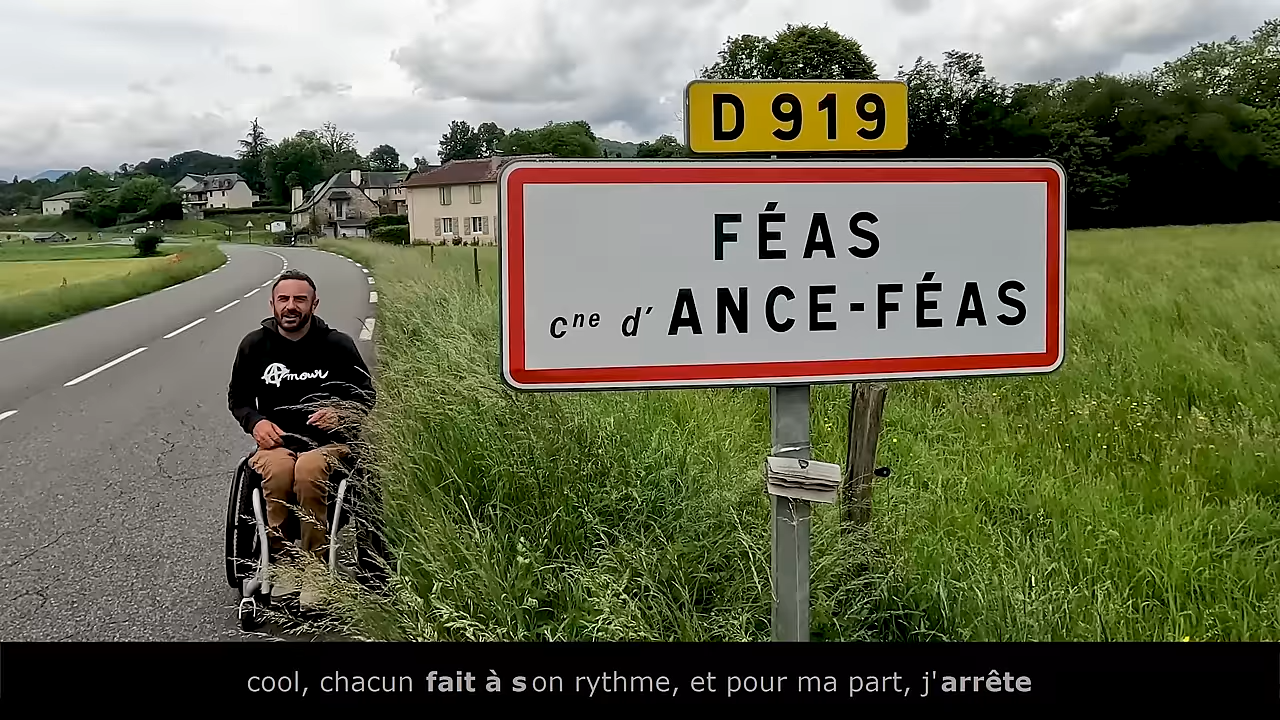 D 919
FÉAS
cⁿᵉ d' ANCE-FÉAS
Amour
cool, chacun fait à son rythme, et pour ma part, j'arrête